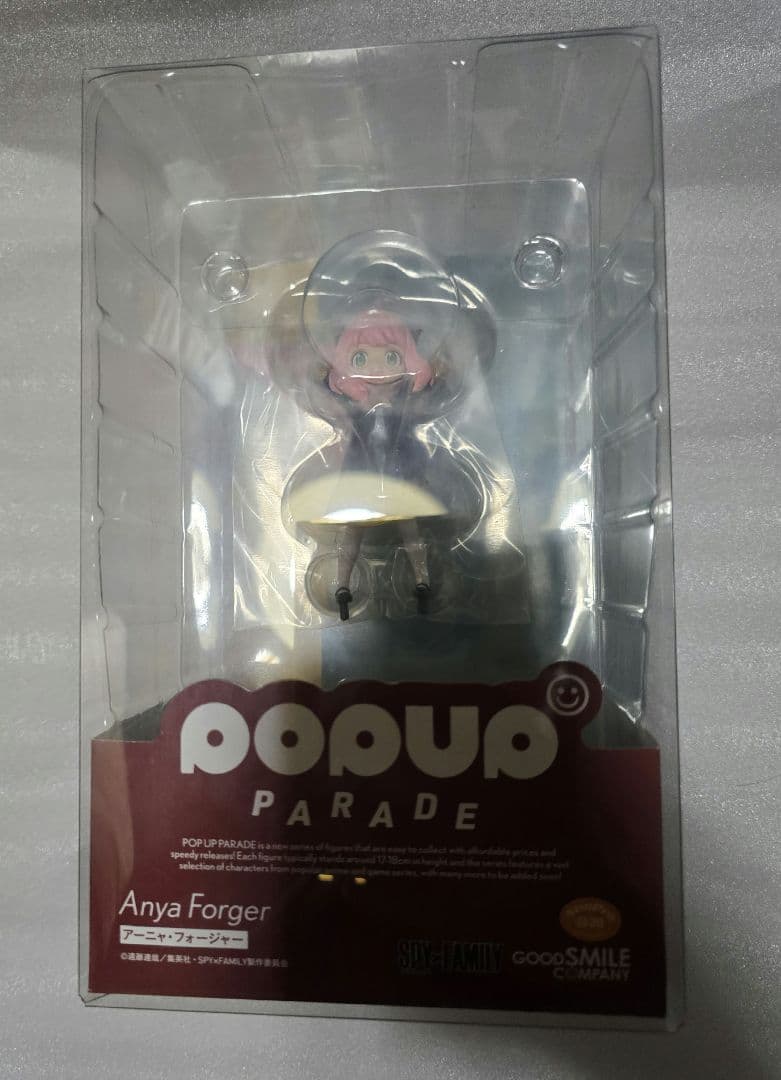 POPUP
PARADE
POP UP PARADE is a new series of figures that are easy to collect with affordable prices and
speedy releases! Each figure typically stands around 17-18cm in height and the series features a vast
selection of characters from popular anime and game series, with many more to be added soon!
Anya Forger
アーニャ・フォージャー
©遠藤達哉/集英社・SPY×FAMILY製作委員会
SPY×FAMILY
GOOD SMILE
COMPANY